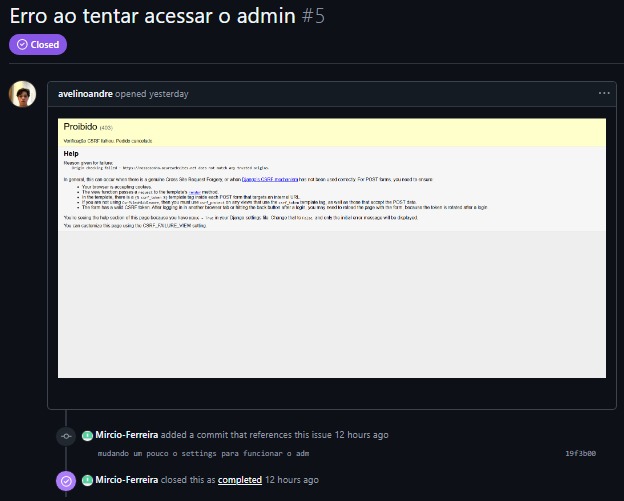 Erro ao tentar acessar o admin #5
Closed
avelinoandre opened yesterday
Proibido (403)
Verificação CSRF falhou. Pedido cancelado.
Help
Reason given for failure:
Origin checking failed - does not match any trusted origins.
In general, this can occur when there is a genuine Cross Site Request Forgery, or when Django's CSRF mechanism has not been used correctly. For POST forms, you need to ensure:
Your browser is accepting cookies.
The view function passes a request to the template's render method.
In the template, there is a {% csrf_token %} template tag inside each POST form that targets an internal URL.
If you are not using CsrfViewMiddleware, then you must use csrf_protect on any views that use the csrf_token template tag, as well as those that accept the POST data.
The form has a valid CSRF token. After logging in in another browser tab or hitting the back button after a login, you may need to reload the page with the form, because the token is rotated after a login.
You're seeing the help section of this page because you have DEBUG = True in your Django settings file. Change that to False, and only the initial error message will be displayed.
You can customize this page using the CSRF_FAILURE_VIEW setting.
Mircio-Ferreira added a commit that references this issue 12 hours ago
mudando um pouco o settings para funcionar o adm 19f3b00
Mircio-Ferreira closed this as completed 12 hours ago